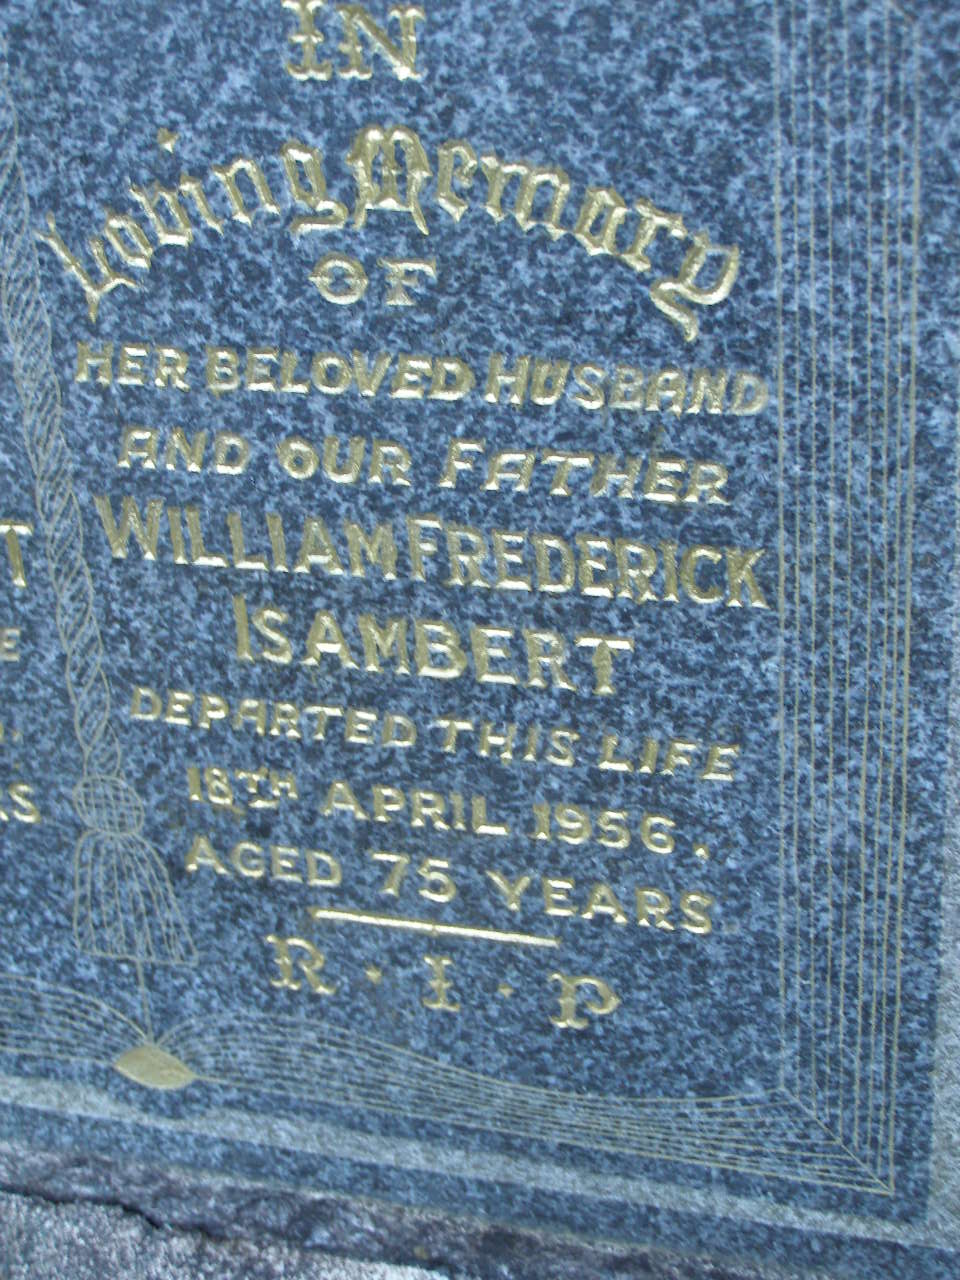 IN
Loving Memory
OF
HER BELOVED HUSBAND
AND OUR FATHER
WILLIAM FREDERICK
ISAMBERT
DEPARTED THIS LIFE
18TH APRIL 1956.
AGED 75 YEARS
R · I · P